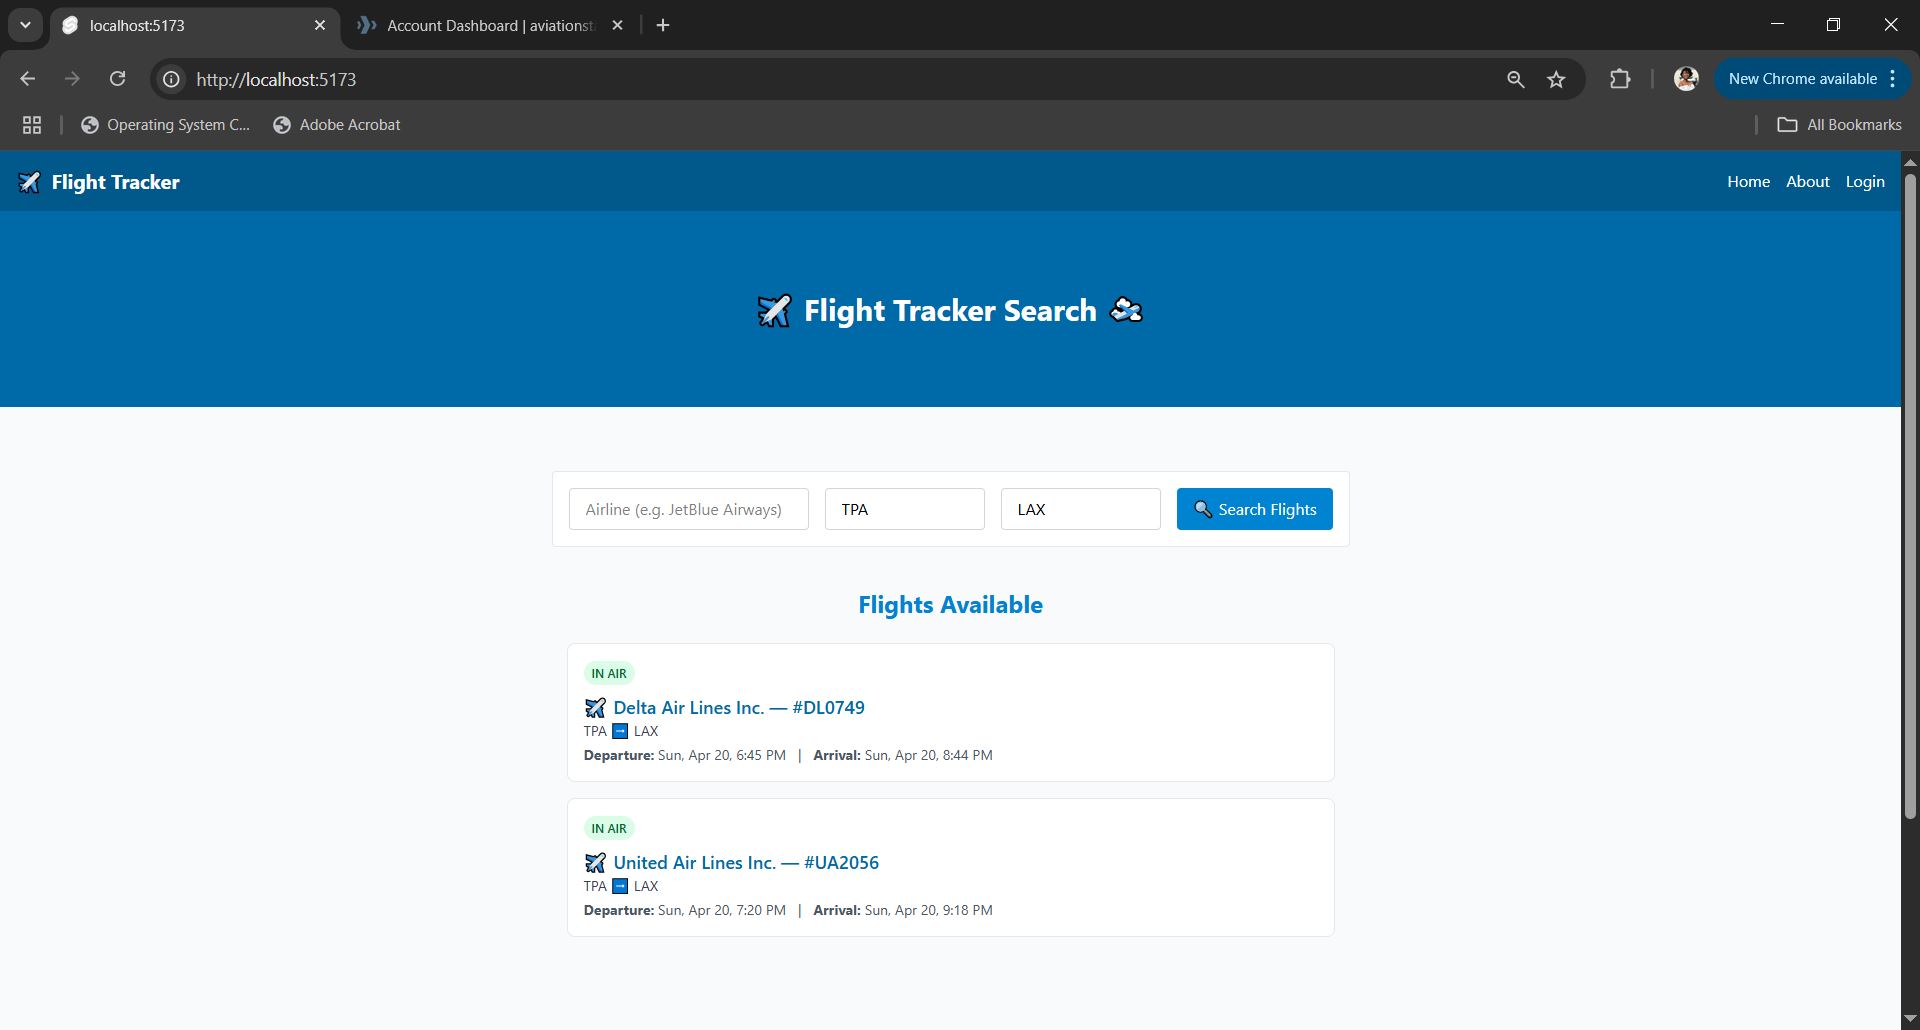 localhost:5173
Account Dashboard | aviationst
http://localhost:5173
New Chrome available
Operating System C...
Adobe Acrobat
All Bookmarks
Flight Tracker
Home About Login
Flight Tracker Search
Airline (e.g. JetBlue Airways)
TPA
LAX
Search Flights
Flights Available
IN AIR
Delta Air Lines Inc. — #DL0749
TPA ➡ LAX
Departure: Sun, Apr 20, 6:45 PM | Arrival: Sun, Apr 20, 8:44 PM
IN AIR
United Air Lines Inc. — #UA2056
TPA ➡ LAX
Departure: Sun, Apr 20, 7:20 PM | Arrival: Sun, Apr 20, 9:18 PM